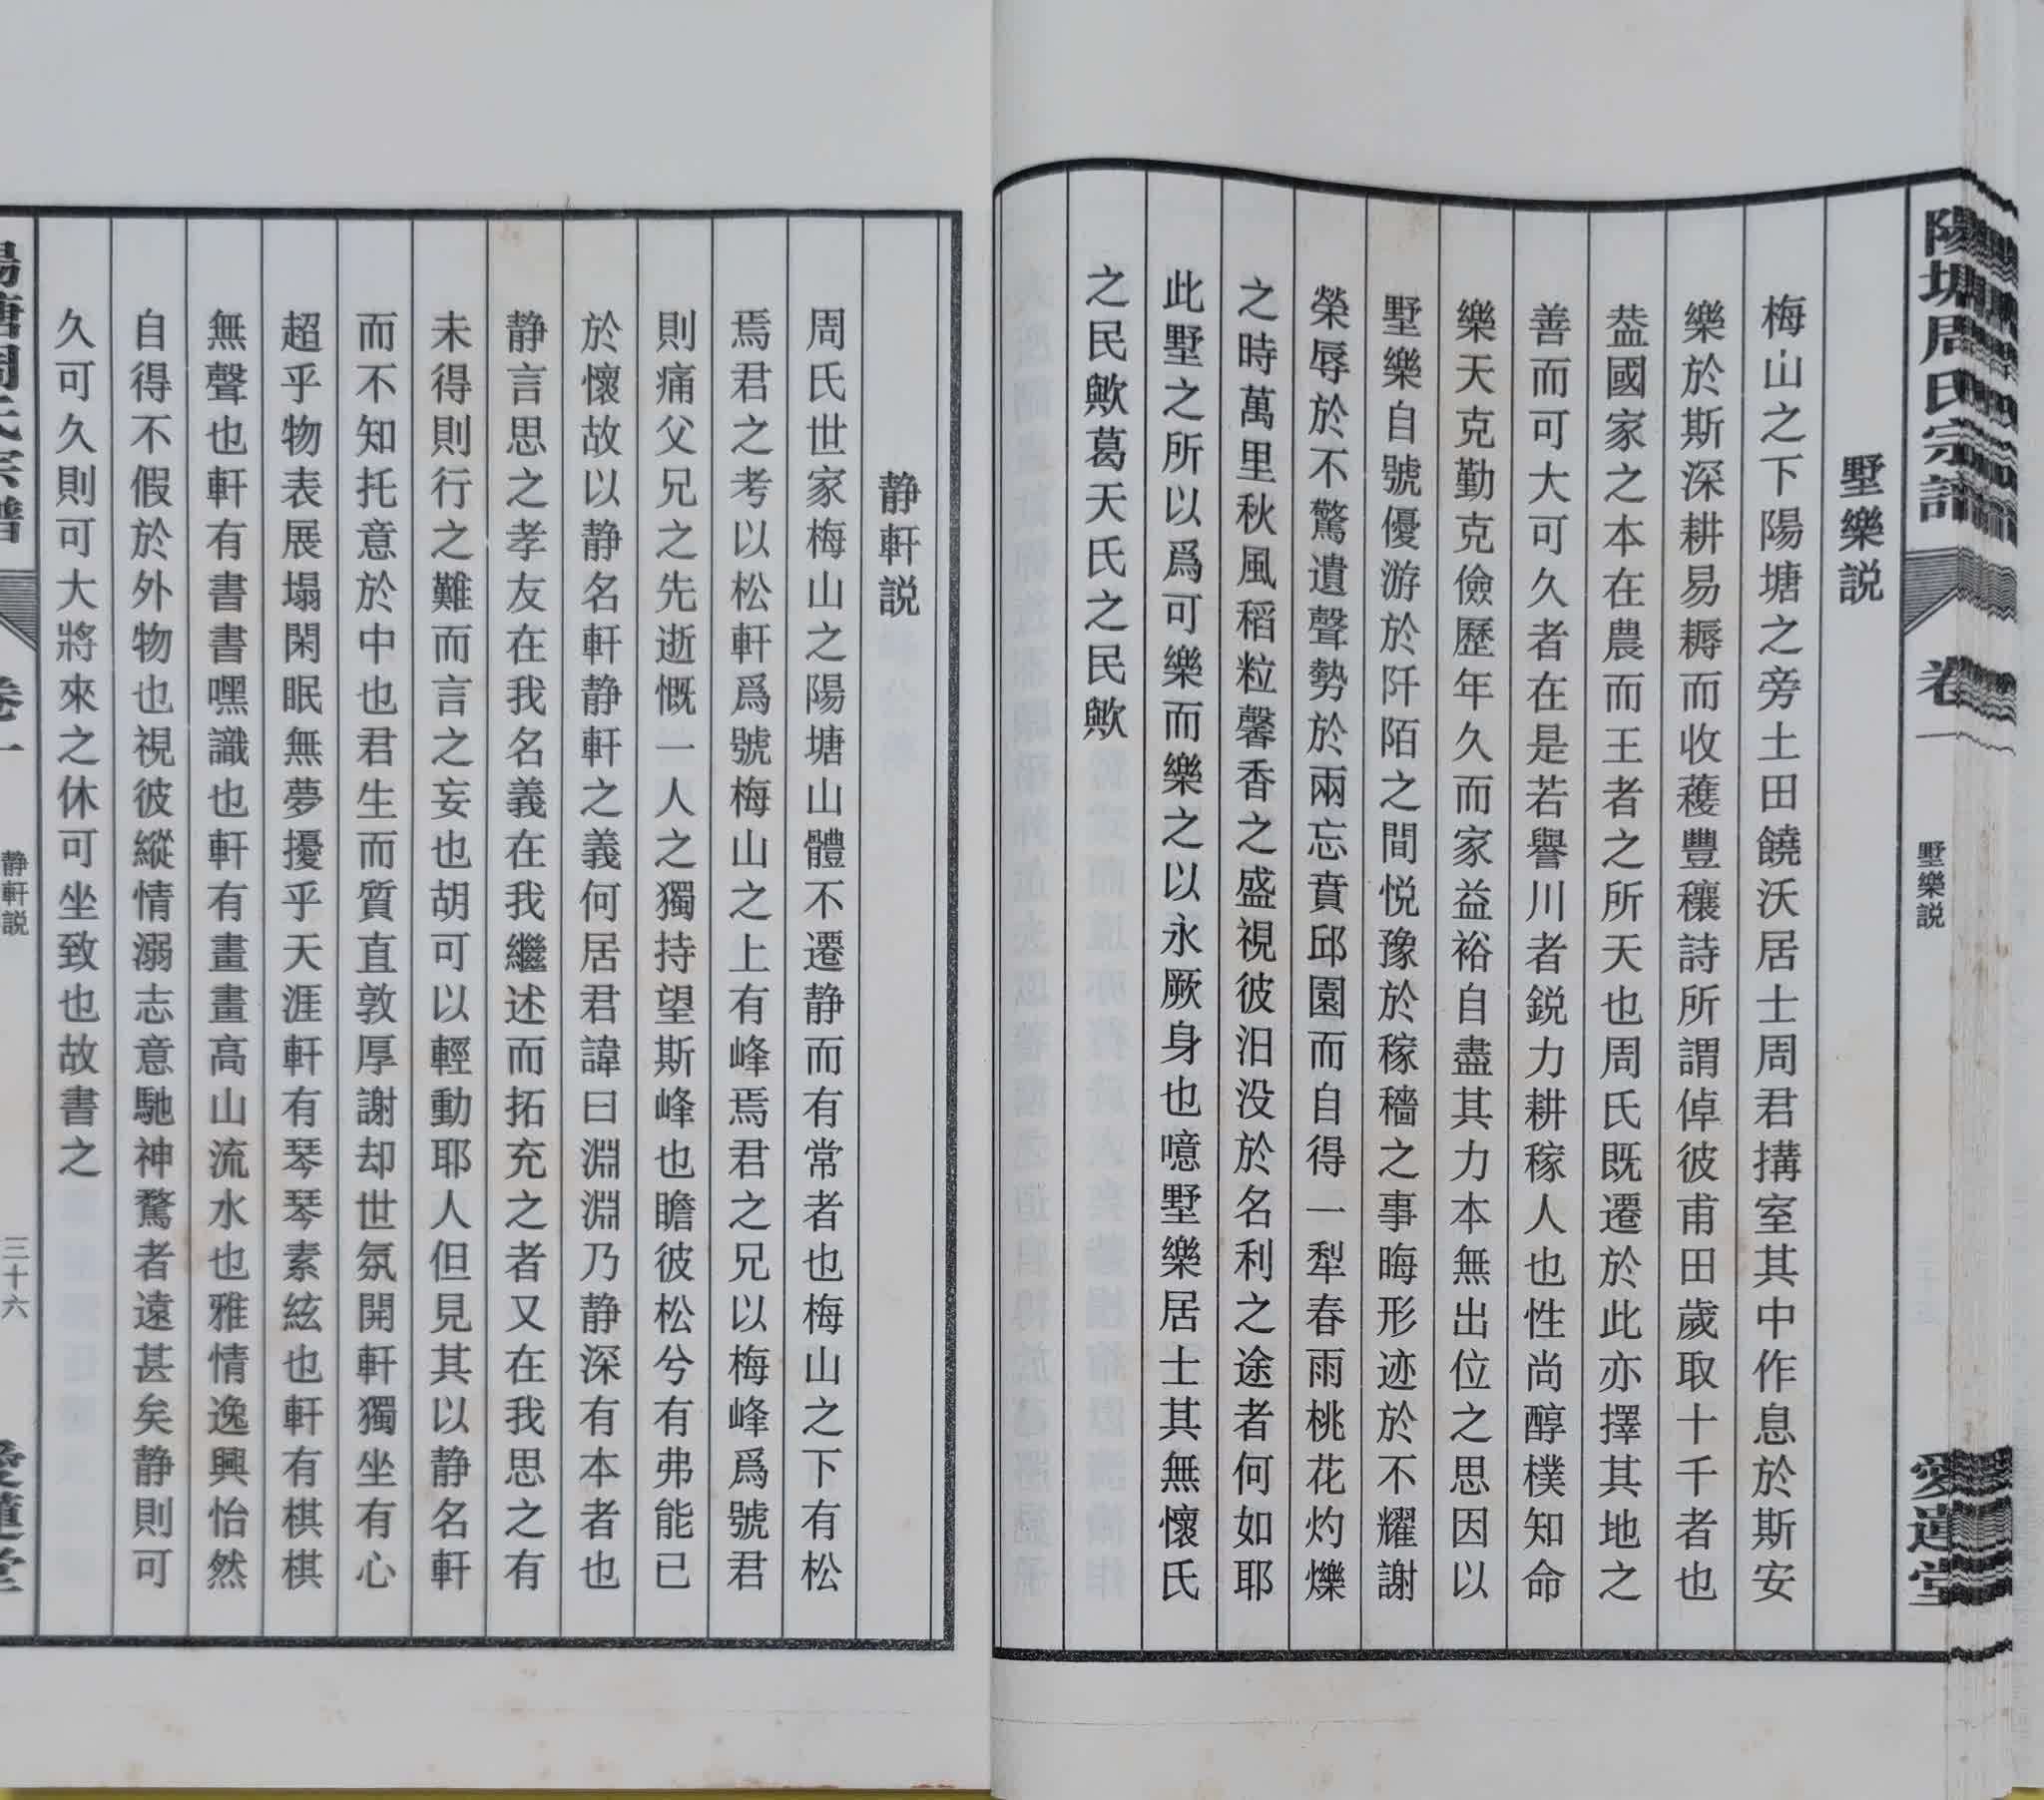 陽塘周氏宗譜 卷一 墅樂説 愛蓮堂
墅樂説
梅山之下陽塘之旁土田饒沃居士周君搆室其中作息於斯安
樂於斯深耕易耨而收穫豐穰詩所謂倬彼甫田歲取十千者也
葢國家之本在農而王者之所天也周氏既遷於此亦擇其地之
善而可大可久者在是若譽川者鋭力耕稼人也性尚醇樸知命
樂天克勤克儉歷年久而家益裕自盡其力本無出位之思因以
墅樂自號優游於阡陌之間悦豫於稼穡之事晦形迹於不耀謝
榮辱於不驚遺聲勢於兩忘賁邱園而自得一犁春雨桃花灼爍
之時萬里秋風稻粒馨香之盛視彼汨没於名利之途者何如耶
此墅之所以爲可樂而樂之以永厥身也噫墅樂居士其無懷氏
之民歟葛天氏之民歟
静軒説
周氏世家梅山之陽塘山體不遷静而有常者也梅山之下有松
焉君之考以松軒爲號梅山之上有峰焉君之兄以梅峰爲號君
則痛父兄之先逝慨一人之獨持望斯峰也瞻彼松兮有弗能已
於懷故以静名軒静軒之義何居君諱曰淵淵乃静深有本者也
静言思之孝友在我名義在我繼述而拓充之者又在我思之有
未得則行之難而言之妄也胡可以輕動耶人但見其以静名軒
而不知托意於中也君生而質直敦厚謝却世氛開軒獨坐有心
超乎物表展塌閑眠無夢擾乎天涯軒有琴琴素絃也軒有棋棋
無聲也軒有書書嘿識也軒有畫畫高山流水也雅情逸興怡然
自得不假於外物也視彼縱情溺志意馳神騖者遠甚矣静則可
久可久則可大將來之休可坐致也故書之
陽塘周氏宗譜 卷一 静軒説 三十六 愛蓮堂